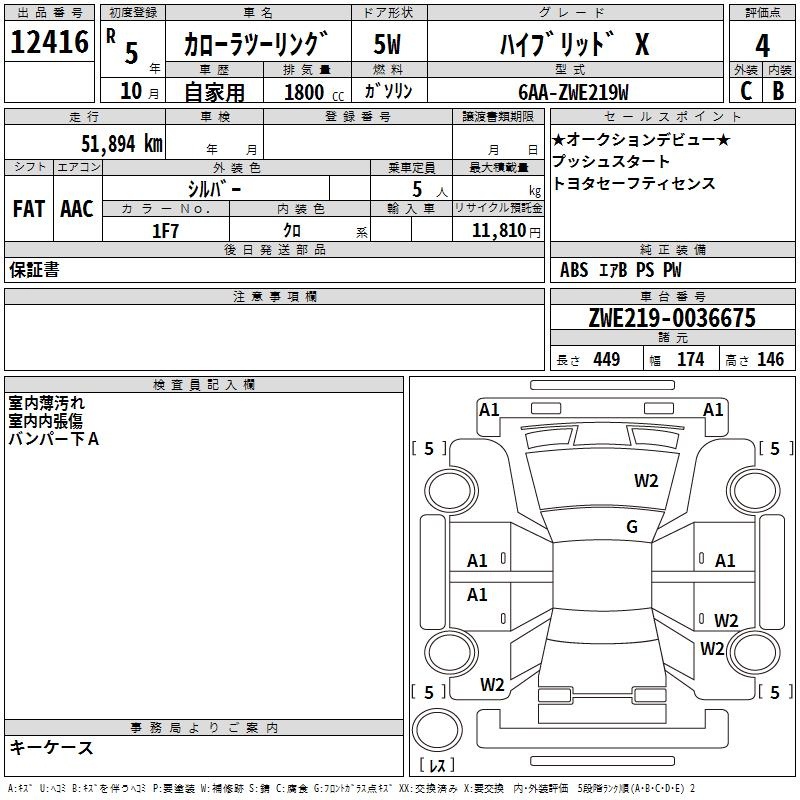 出品番号
12416
初度登録
R 5 年
10 月
車名
カローラツーリング
ドア形状
5W
グレード
ハイブリッド X
評価点
4
車歴
自家用
排気量
1800 CC
燃料
ガソリン
型式
6AA-ZWE219W
外装 内装
C B
走行
51,894 km
車検
年 月
登録番号
譲渡書類期限
月 日
シフト
FAT
エアコン
AAC
外装色
シルバー
乗車定員
5 人
最大積載量
kg
カラーNo.
1F7
内装色
クロ 系
輸入車
リサイクル預託金
11,810 円
後日発送部品
保証書
セールスポイント
★オークションデビュー★
プッシュスタート
トヨタセーフティセンス
純正装備
ABS エアB PS PW
注意事項欄
車台番号
ZWE219-0036675
諸元
長さ 449 幅 174 高さ 146
検査員記入欄
室内薄汚れ
室内内張傷
バンパー下A
事務局よりご案内
キーケース
A1 A1
[ 5 ] [ 5 ]
W2
G
A1 A1
A1
W2
W2
W2
[ 5 ] [ 5 ]
[ レス ]
A:キズ U:ヘコミ B:キズを伴うヘコミ P:要塗装 W:補修跡 S:錆 C:腐食 G:フロントガラス点キズ XX:交換済み X:要交換 内・外装評価 5段階ランク順(A・B・C・D・E) 2